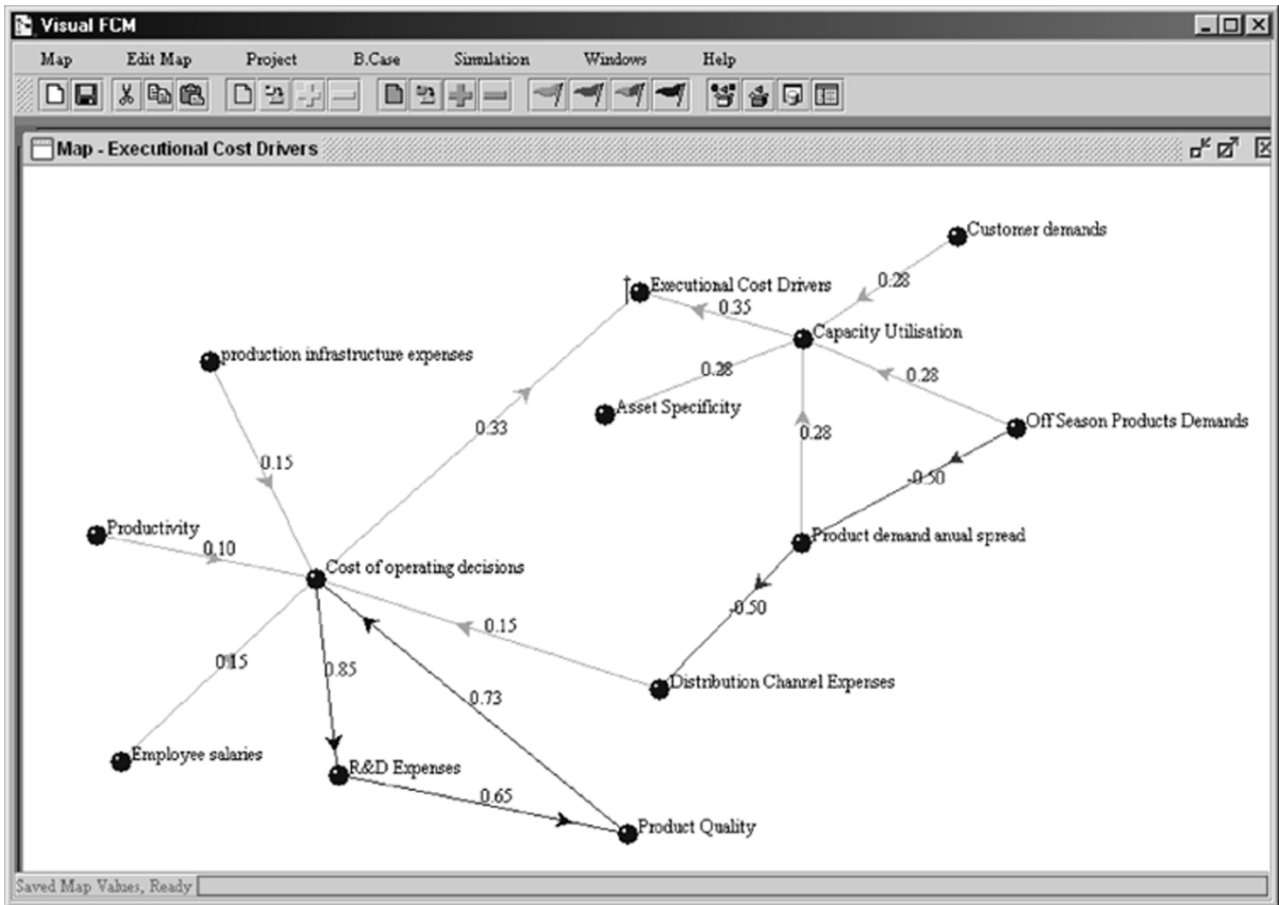 Visual FCM
Map Edit Map Project B.Case Simulation Windows Help
Map - Executional Cost Drivers
Customer demands
0.28
Executional Cost Drivers
0.35
Capacity Utilisation
production infrastructure expenses
0.28
0.28
Asset Specificity
Off Season Products Demands
0.33
0.28
0.15
-0.50
Productivity
0.10
Product demand anual spread
Cost of operating decisions
-0.50
0.15
0.15
0.85
Distribution Channel Expenses
0.73
Employee salaries
R&D Expenses
0.65
Product Quality
Saved Map Values, Ready